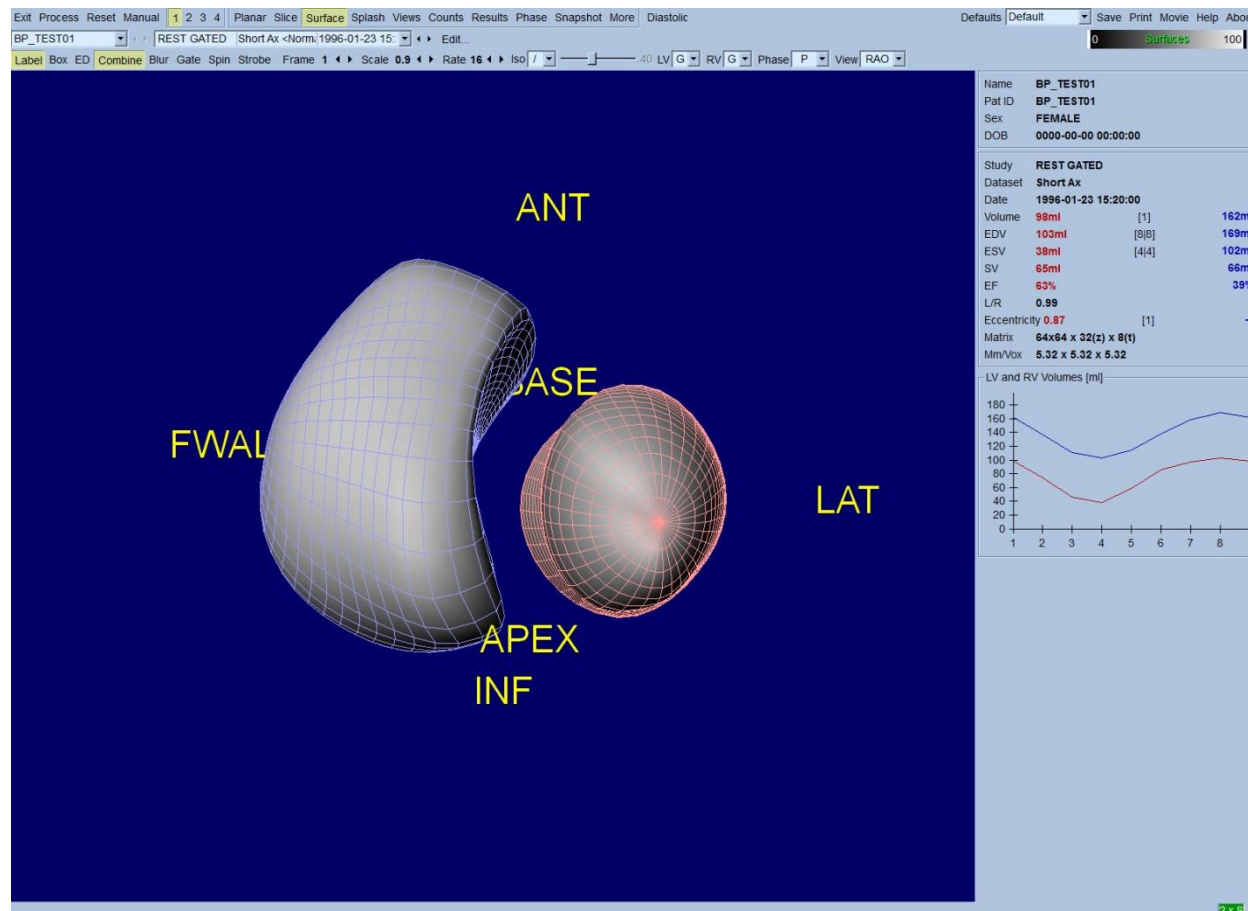 Exit Process Reset Manual 1 2 3 4 Planar Slice Surface Splash Views Counts Results Phase Snapshot More Diastolic Defaults Default Save Print Movie Help Abou
BP_TEST01 REST GATED Short Ax <Norm 1996-01-23 15: Edit... 0 Surfaces 100
Label Box ED Combine Blur Gate Spin Strobe Frame 1 Scale 0.9 Rate 16 Iso / 40 LV G RV G Phase P View RAO
Name BP_TEST01
Pat ID BP_TEST01
Sex FEMALE
DOB 0000-00-00 00:00:00
Study REST GATED
Dataset Short Ax
Date 1996-01-23 15:20:00
Volume 98ml [1] 162m
EDV 103ml [8|8] 169m
ESV 38ml [4|4] 102m
SV 65ml 66m
EF 63% 39%
L/R 0.99
Eccentricity 0.87 [1] -
Matrix 64x64 x 32(z) x 8(t)
Mm/Vox 5.32 x 5.32 x 5.32
LV and RV Volumes [ml]
180
160
140
120
100
80
60
40
20
0
1 2 3 4 5 6 7 8
ANT
BASE
FWAL
LAT
APEX
INF